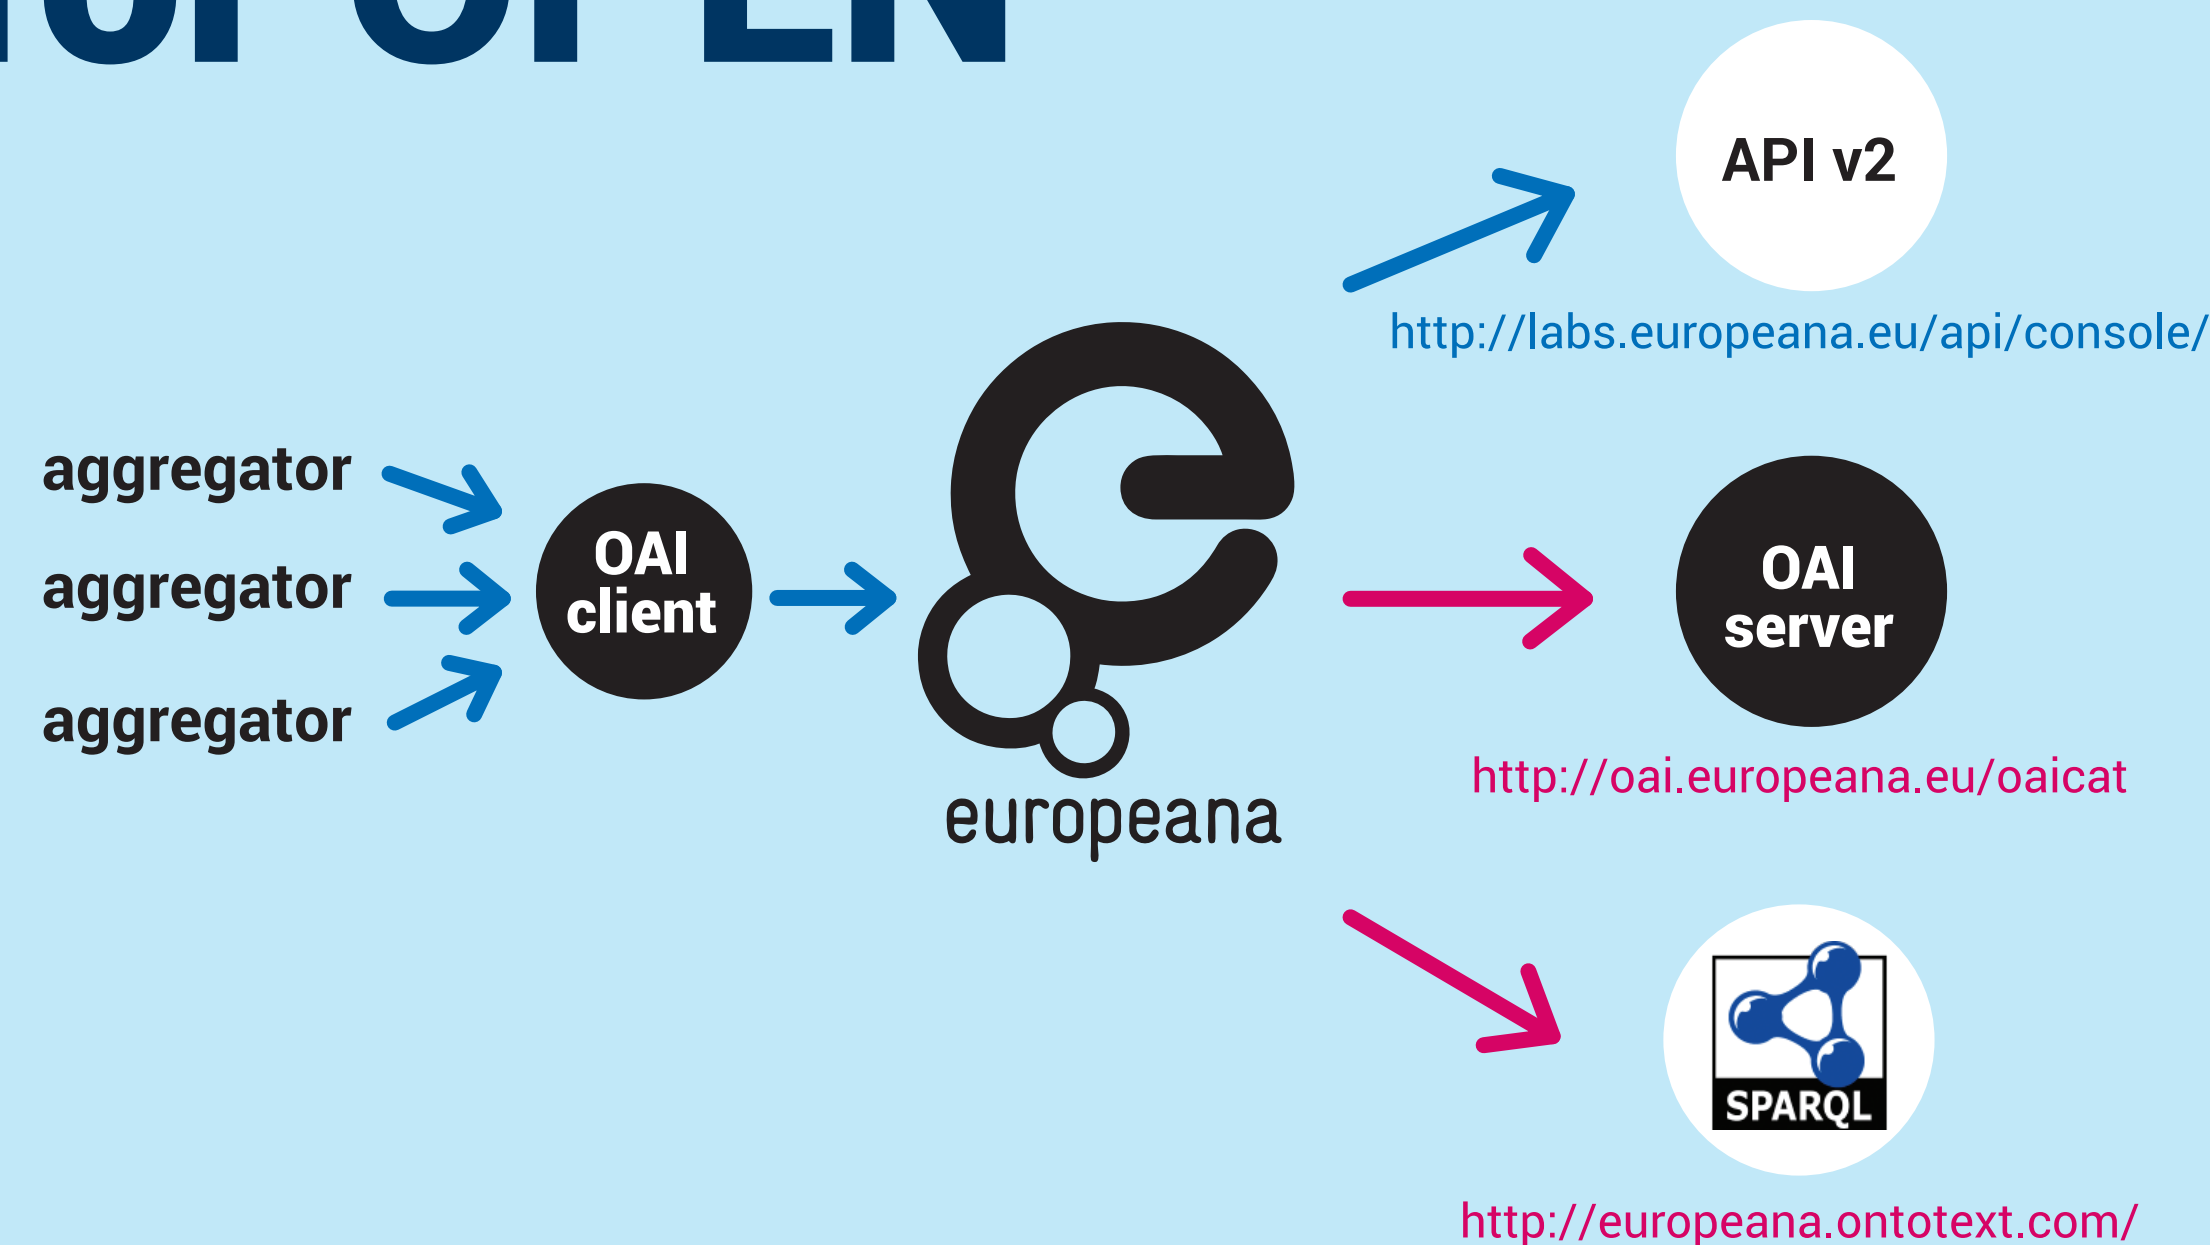 OPEN
API v2
http://labs.europeana.eu/api/console/
aggregator
aggregator
aggregator
OAI
client
europeana
OAI
server
http://oai.europeana.eu/oaicat
SPARQL
http://europeana.ontotext.com/